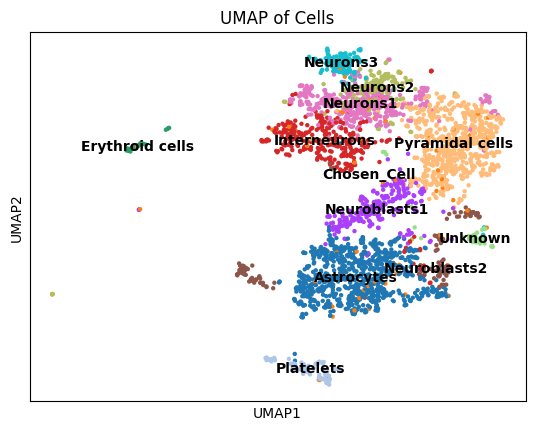 UMAP of Cells
Neurons3
Neurons2
Neurons1
Interneurons
Pyramidal cells
Erythroid cells
Chosen_Cell
Neuroblasts1
Unknown
Neuroblasts2
Astrocytes
Platelets
UMAP2
UMAP1